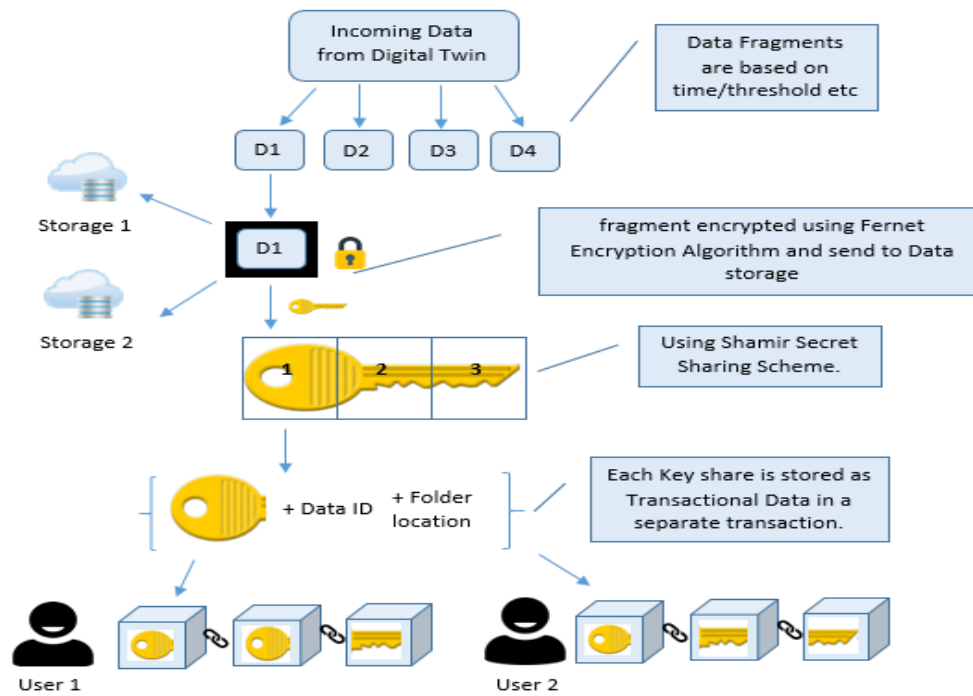 Incoming Data
from Digital Twin
Data Fragments
are based on
time/threshold etc
D1
D2
D3
D4
Storage 1
D1
fragment encrypted using Fernet
Encryption Algorithm and send to Data
storage
Storage 2
1
2
3
Using Shamir Secret
Sharing Scheme.
+ Data ID
+ Folder
location
Each Key share is stored as
Transactional Data in a
separate transaction.
User 1
User 2